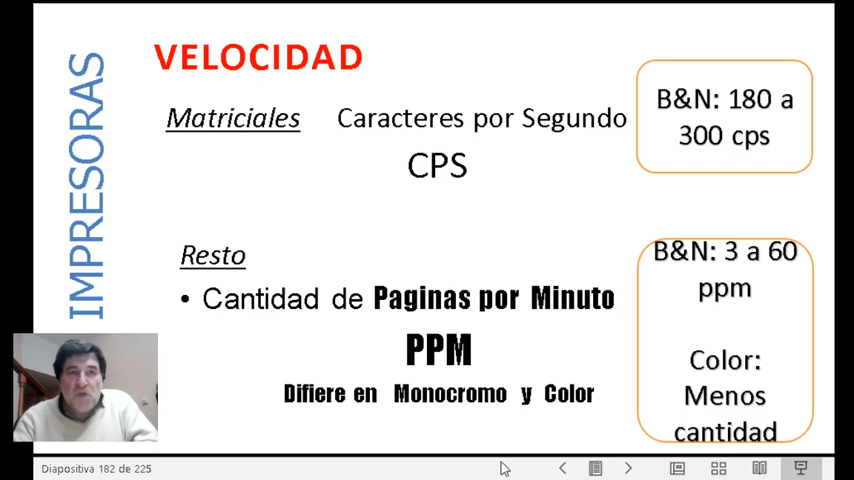 IMPRESORAS
VELOCIDAD
Matriciales Caracteres por Segundo
CPS
B&N: 180 a
300 cps
Resto
• Cantidad de Paginas por Minuto
PPM
Difiere en Monocromo y Color
B&N: 3 a 60
ppm
Color:
Menos
cantidad
Diapositiva 182 de 225